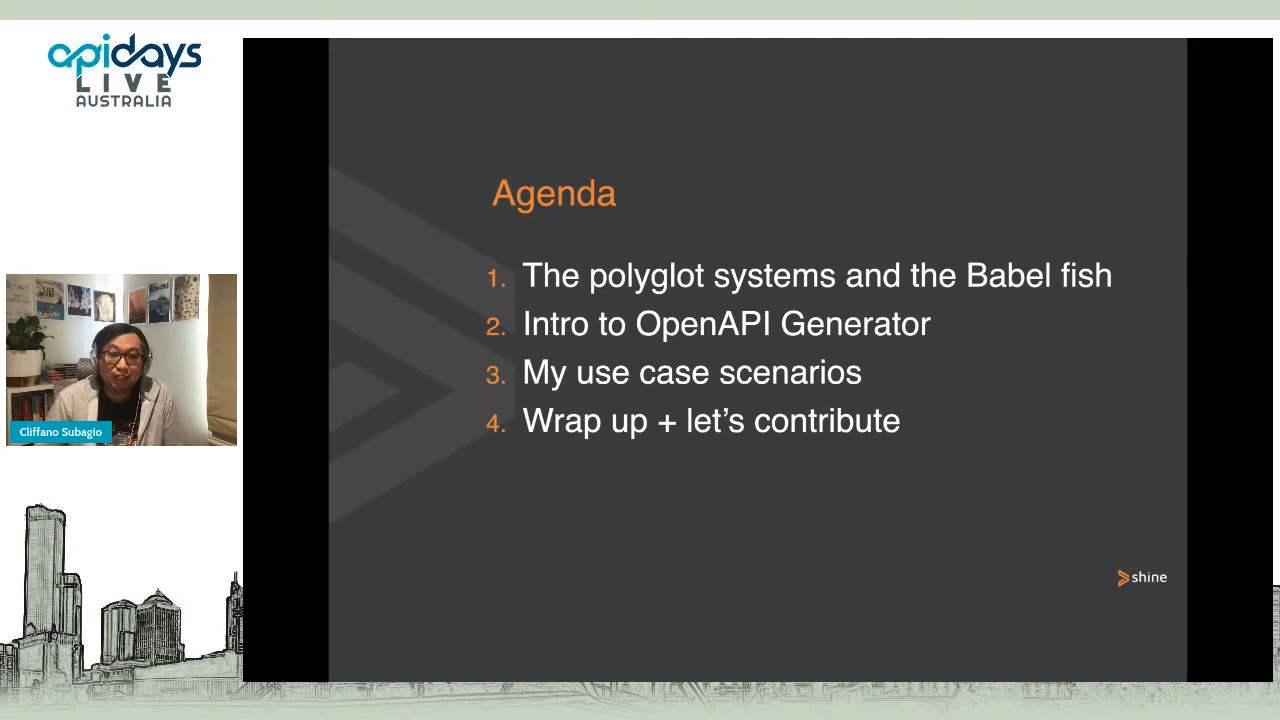 apidays
LIVE
AUSTRALIA
Agenda
1. The polyglot systems and the Babel fish
2. Intro to OpenAPI Generator
3. My use case scenarios
4. Wrap up + let’s contribute
Cliffano Subagio
shine